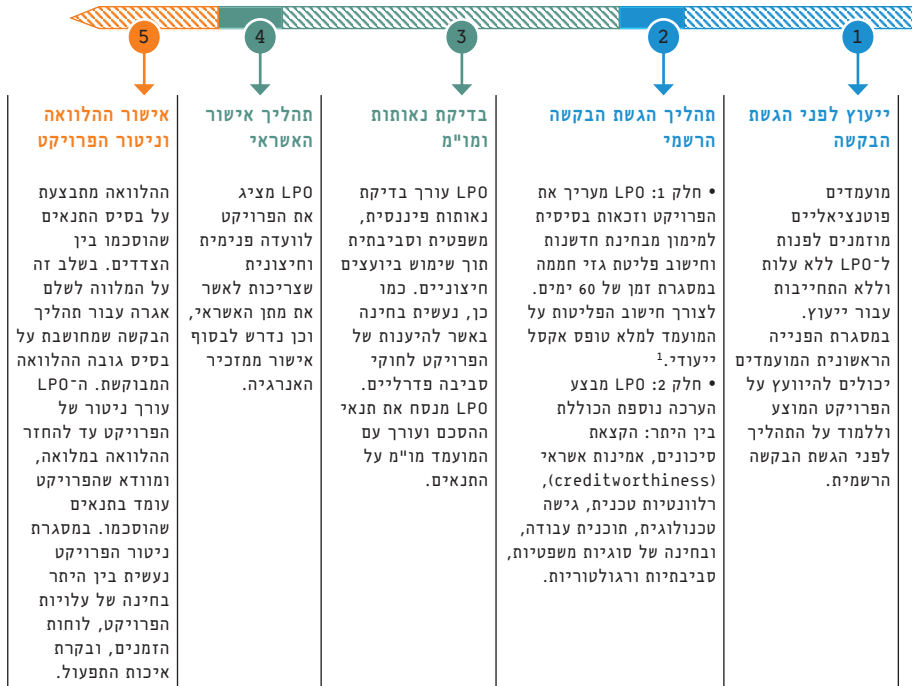 1
ייעוץ לפני הגשת
הבקשה
מועמדים
פוטנציאליים
מוזמנים לפנות
ל־LPO ללא עלות
וללא התחייבות
עבור ייעוץ.
במסגרת הפנייה
הראשונית המועמדים
יכולים להיוועץ על
הפרויקט המוצע
וללמוד על התהליך
לפני הגשת הבקשה
הרשמית.
2
תהליך הגשת הבקשה
הרשמי
• חלק 1: LPO מעריך את
הפרויקט וזכאות בסיסית
למימון מבחינת חדשנות
וחישוב פליטת גזי חממה
במסגרת זמן של 60 ימים.
לצורך חישוב הפליטות על
המועמד למלא טופס אקסל
ייעודי.¹
• חלק 2: LPO מבצע
הערכה נוספת הכוללת
בין היתר: הקצאת
סיכונים, אמינות אשראי
(creditworthiness),
רלוונטיות טכנית, גישה
טכנולוגית, תוכנית עבודה,
ובחינה של סוגיות משפטיות,
סביבתיות ורגולטוריות.
3
בדיקת נאותות
ומו"מ
LPO עורך בדיקת
נאותות פיננסית,
משפטית וסביבתית
תוך שימוש ביועצים
חיצוניים. כמו
כן, נעשית בחינה
באשר להיענות של
הפרויקט לחוקי
סביבה פדרליים.
LPO מנסח את תנאי
ההסכם ועורך עם
המועמד מו"מ על
התנאים.
4
תהליך אישור
האשראי
LPO מציג
את הפרויקט
לוועדה פנימית
וחיצונית
שצריכות לאשר
את מתן האשראי,
וכן נדרש לבסוף
אישור ממזכיר
האנרגיה.
5
אישור ההלוואה
וניטור הפרויקט
ההלוואה מתבצעת
על בסיס התנאים
שהוסכמו בין
הצדדים. בשלב זה
על המלווה לשלם
אגרה עבור תהליך
הבקשה שמחושבת על
בסיס גובה ההלוואה
המבוקשת. ה־LPO
עורך ניטור של
הפרויקט עד להחזר
ההלוואה במלואה,
ומוודא שהפרויקט
עומד בתנאים
שהוסכמו. במסגרת
ניטור הפרויקט
נעשית בין היתר
בחינה של עלויות
הפרויקט, לוחות
הזמנים, ובקרת
איכות התפעול.